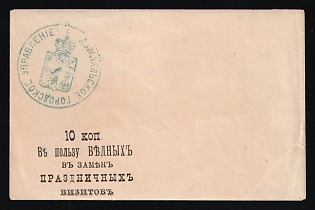 УПРАВЛЕНІЕ
ГОРОДСКОЕ
10 коп.
Въ пользу БѢДНЫХЪ
ВЪ ЗАМѢНЪ
ПРАЗДНИЧНЫХЪ
ВИЗИТОВЪ